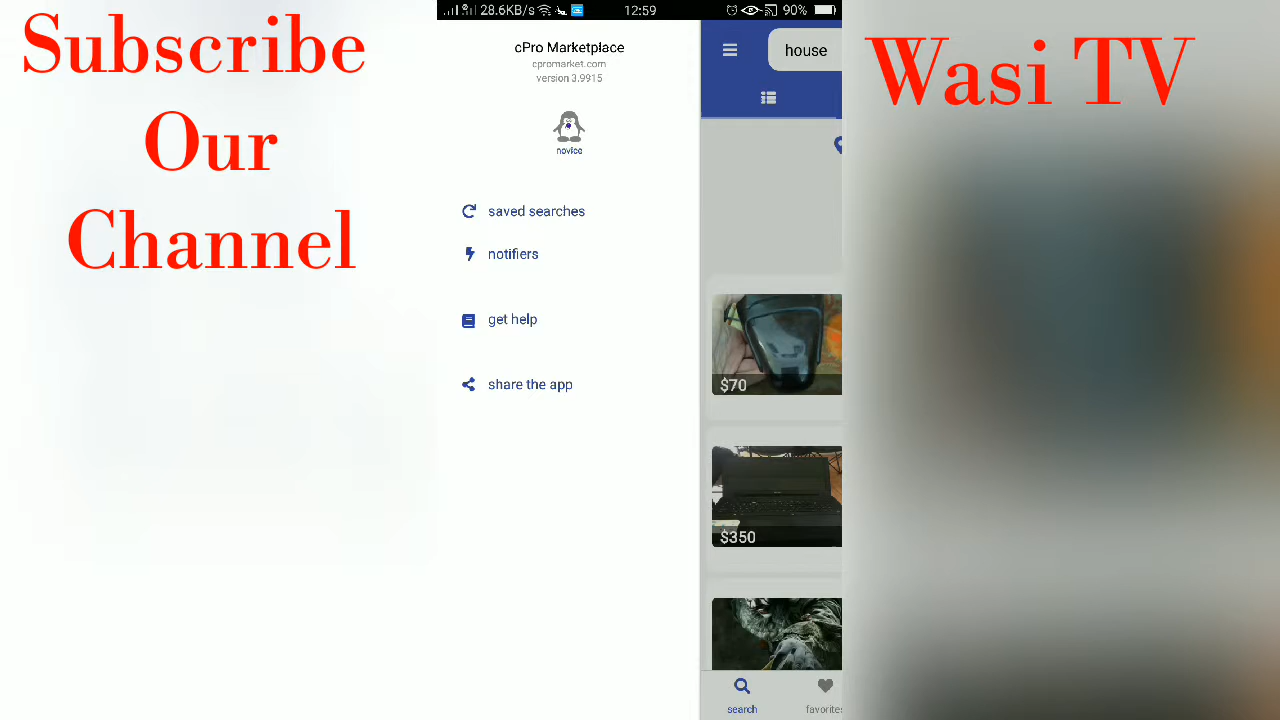 Subscribe
Our
Channel
28.6KB/s
12:59
90%
cPro Marketplace
cpromarket.com
version 3.9915
novice
saved searches
notifiers
get help
share the app
house
$70
$350
search
favorites
Wasi TV